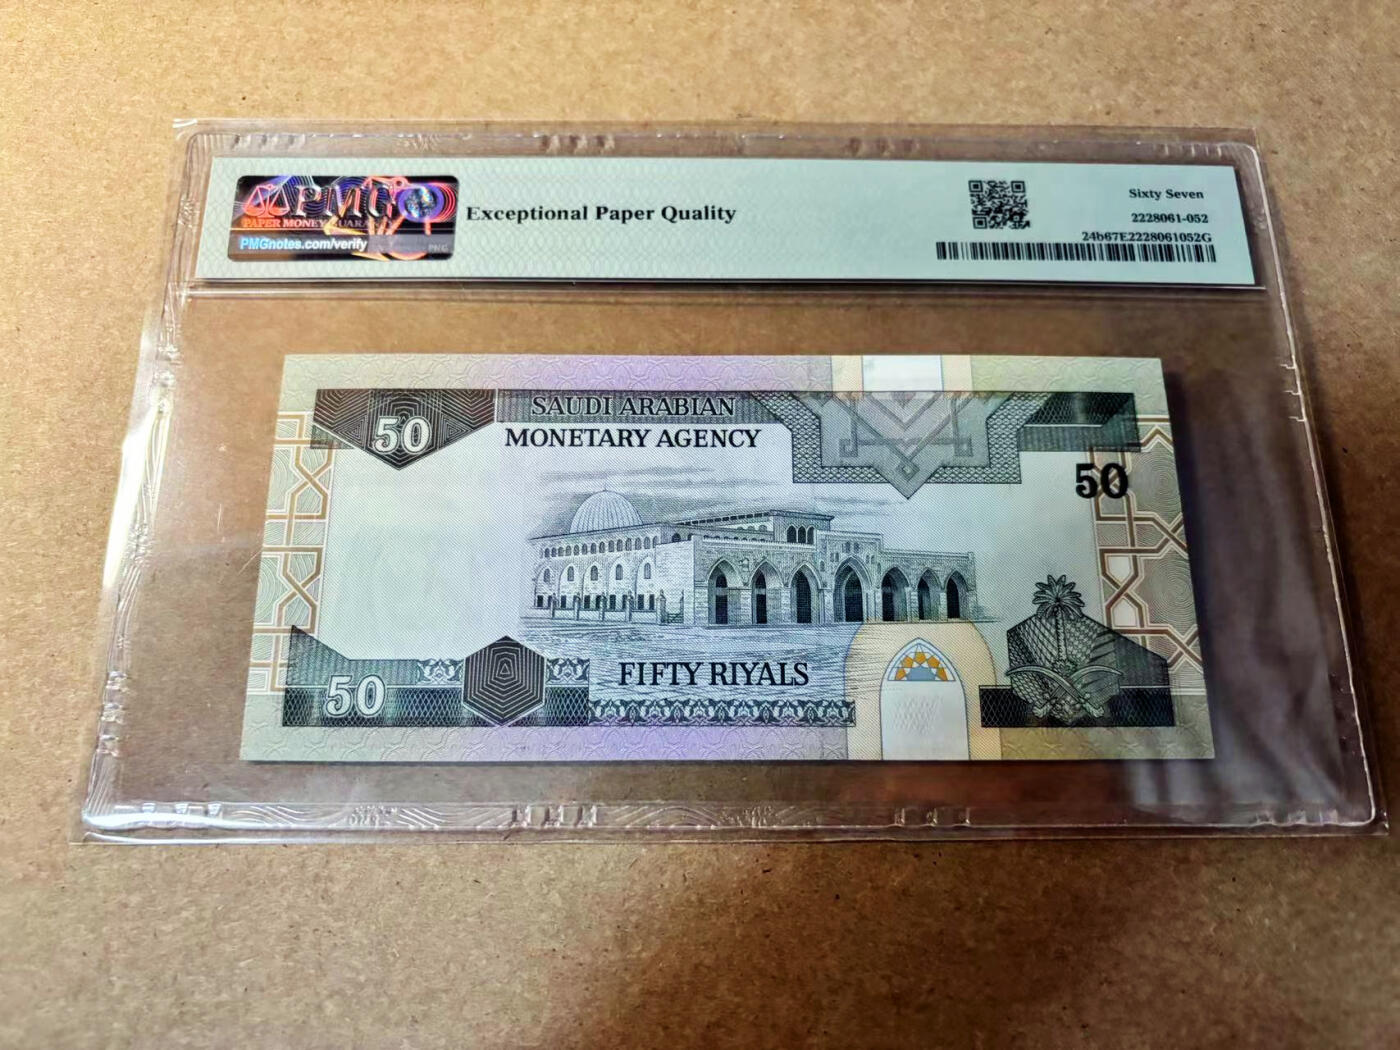 PMG
PAPER MONEY GUARANTY
PMGnotes.com/verify
PMG
Exceptional Paper Quality
Sixty Seven
2228061-052
24b67E2228061052G
50
SAUDI ARABIAN
MONETARY AGENCY
50
FIFTY RIYALS
50